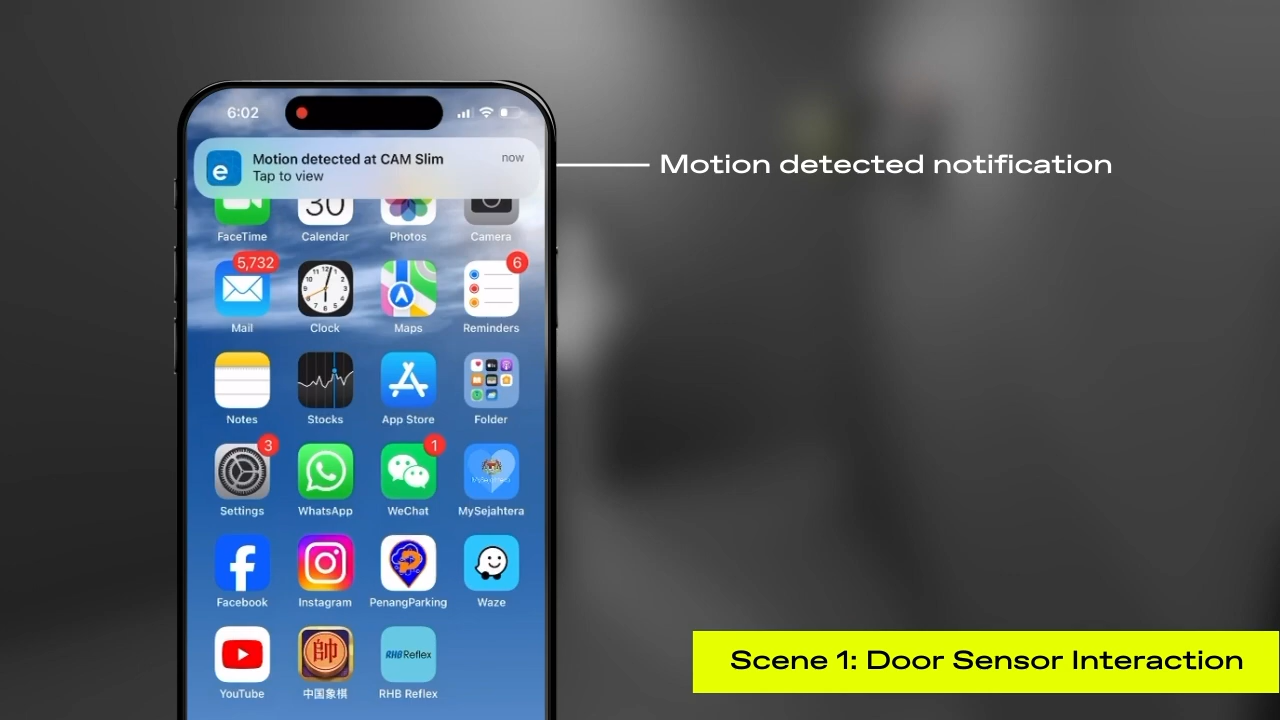 6:02
Motion detected at CAM Slim
now
Tap to view
e
Motion detected notification
30
FaceTime
Calendar
Photos
Camera
5,732
6
Mail
Clock
Maps
Reminders
Notes
Stocks
App Store
Folder
3
1
Settings
WhatsApp
WeChat
MySejahtera
Facebook
Instagram
PenangParking
Waze
帥
RHB Reflex
YouTube
中国象棋
RHB Reflex
Scene 1: Door Sensor Interaction